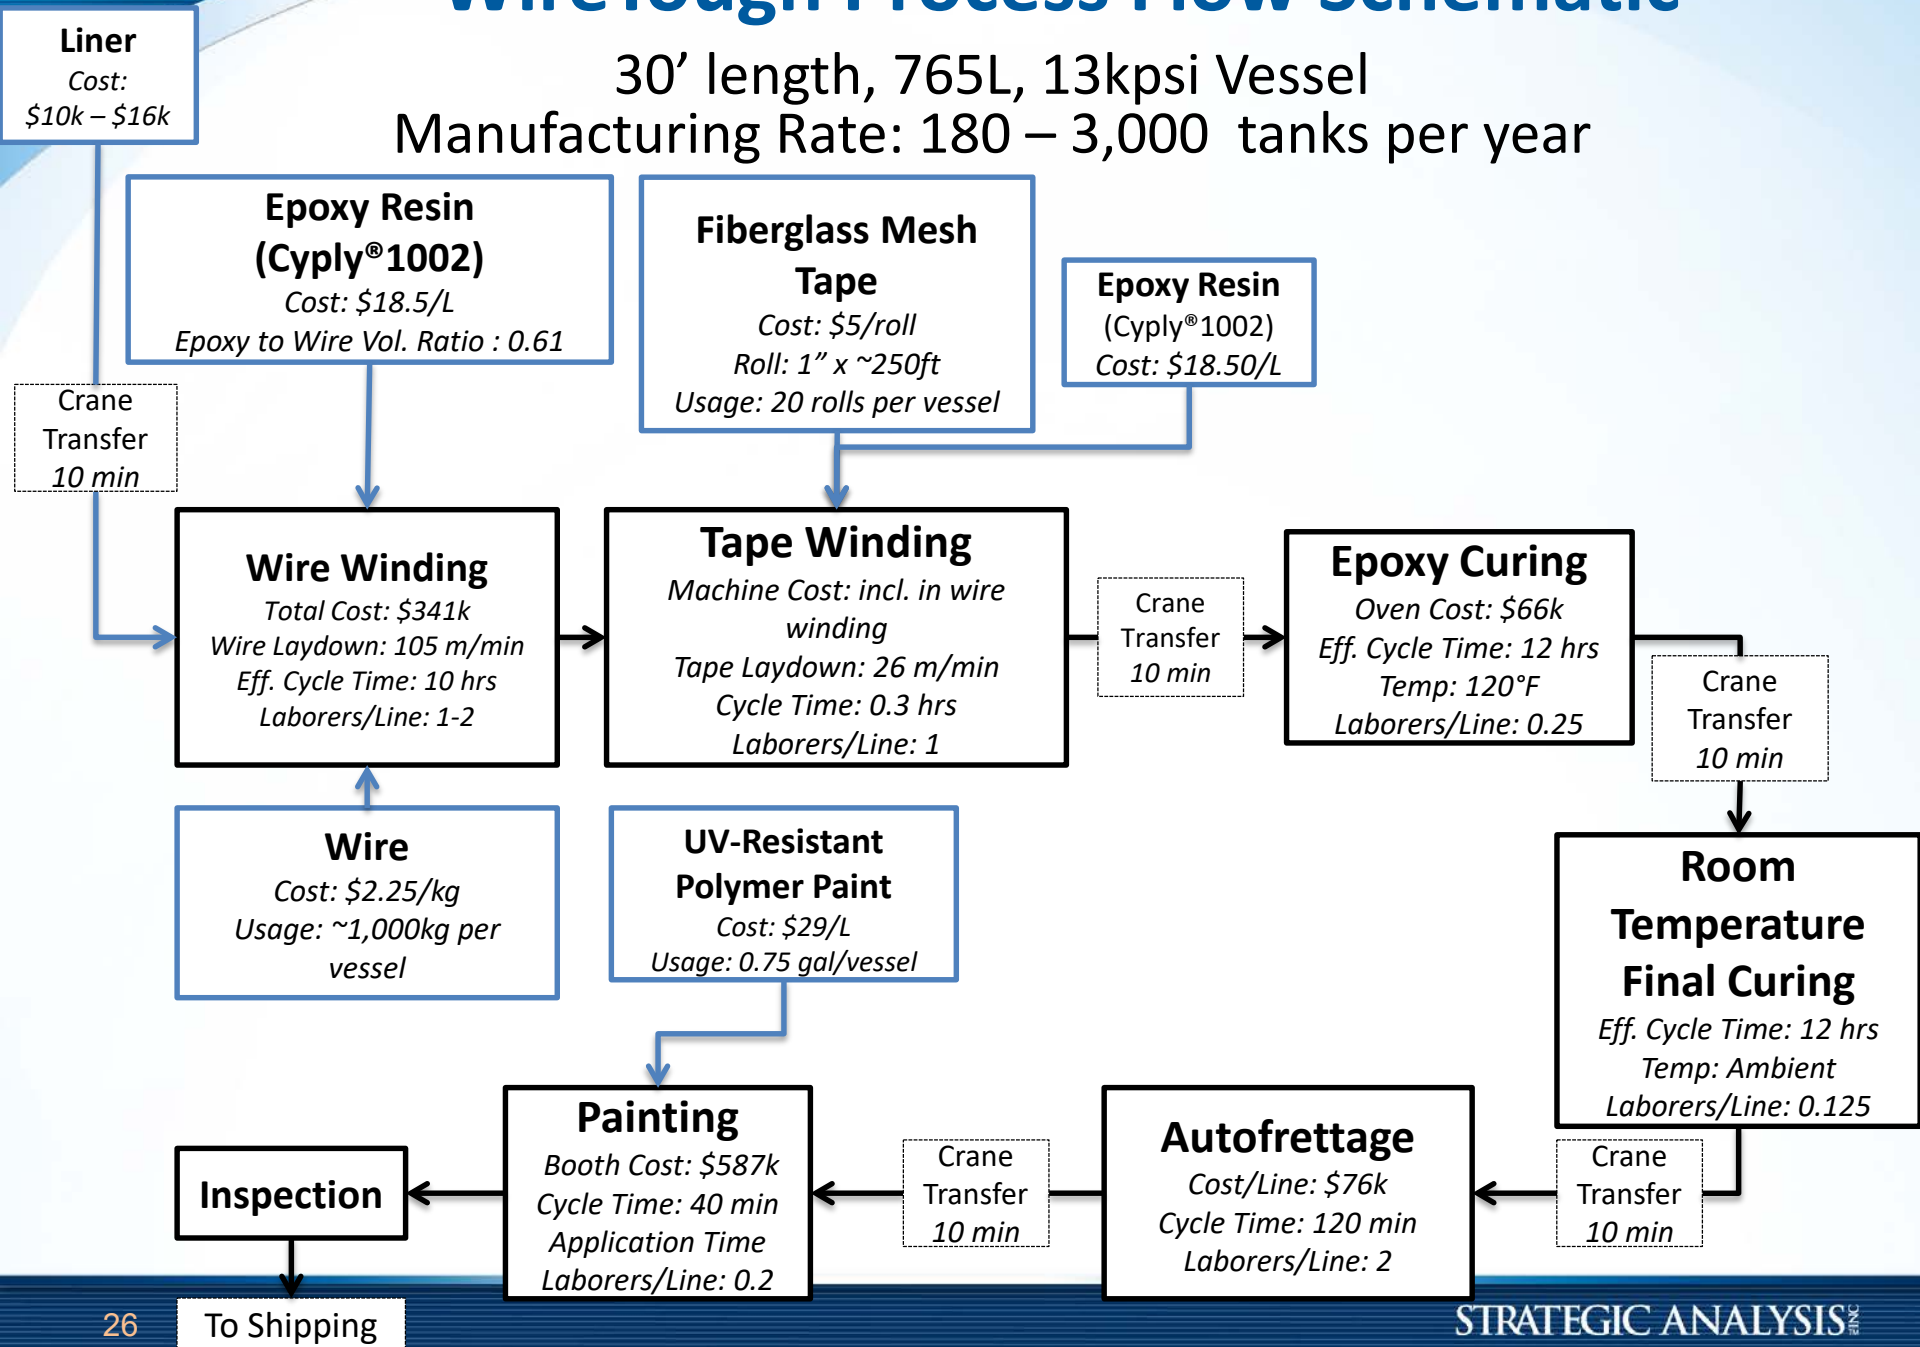 WireTough Process Flow Schematic
30’ length, 765L, 13kpsi Vessel
Manufacturing Rate: 180 – 3,000 tanks per year
Liner
Cost:
$10k – $16k
Epoxy Resin
(Cyply®1002)
Cost: $18.5/L
Epoxy to Wire Vol. Ratio : 0.61
Fiberglass Mesh
Tape
Cost: $5/roll
Roll: 1” x ~250ft
Usage: 20 rolls per vessel
Epoxy Resin
(Cyply®1002)
Cost: $18.50/L
Crane
Transfer
10 min
Wire Winding
Total Cost: $341k
Wire Laydown: 105 m/min
Eff. Cycle Time: 10 hrs
Laborers/Line: 1-2
Tape Winding
Machine Cost: incl. in wire
winding
Tape Laydown: 26 m/min
Cycle Time: 0.3 hrs
Laborers/Line: 1
Crane
Transfer
10 min
Epoxy Curing
Oven Cost: $66k
Eff. Cycle Time: 12 hrs
Temp: 120°F
Laborers/Line: 0.25
Crane
Transfer
10 min
Wire
Cost: $2.25/kg
Usage: ~1,000kg per
vessel
UV-Resistant
Polymer Paint
Cost: $29/L
Usage: 0.75 gal/vessel
Room
Temperature
Final Curing
Eff. Cycle Time: 12 hrs
Temp: Ambient
Laborers/Line: 0.125
Crane
Transfer
10 min
Autofrettage
Cost/Line: $76k
Cycle Time: 120 min
Laborers/Line: 2
Crane
Transfer
10 min
Painting
Booth Cost: $587k
Cycle Time: 40 min
Application Time
Laborers/Line: 0.2
Inspection
To Shipping
26
STRATEGIC ANALYSIS INC